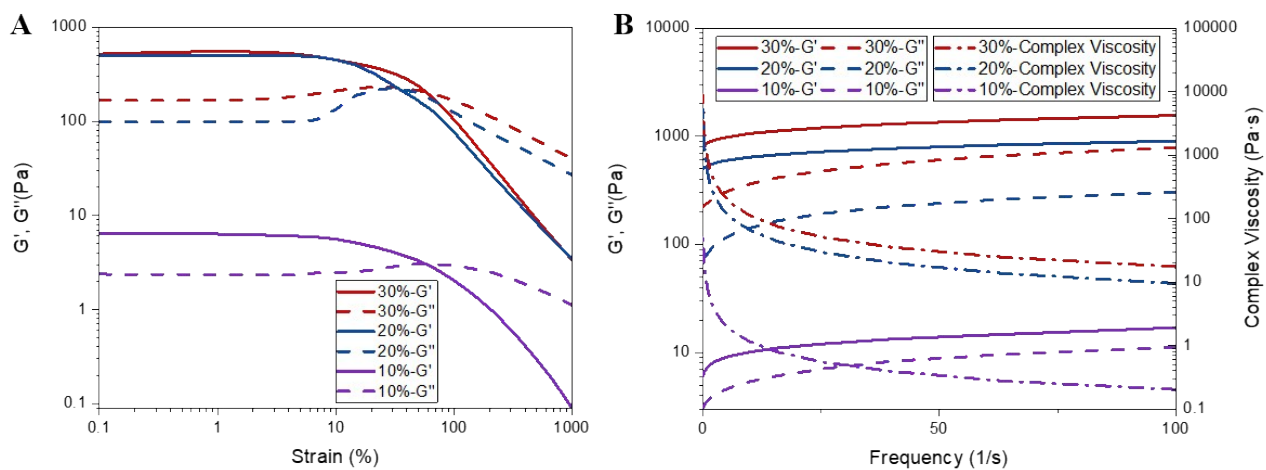 A
1000
100
10
1
0.1
0.1
1
10
100
1000
G', G"(Pa)
Strain (%)
30%-G'
30%-G"
20%-G'
20%-G"
10%-G'
10%-G"
B
10000
1000
100
10
0
50
100
G', G"(Pa)
Frequency (1/s)
30%-G' 30%-G" 30%-Complex Viscosity
20%-G' 20%-G" 20%-Complex Viscosity
10%-G' 10%-G" 10%-Complex Viscosity
100000
10000
1000
100
10
1
0.1
Complex Viscosity (Pa·s)